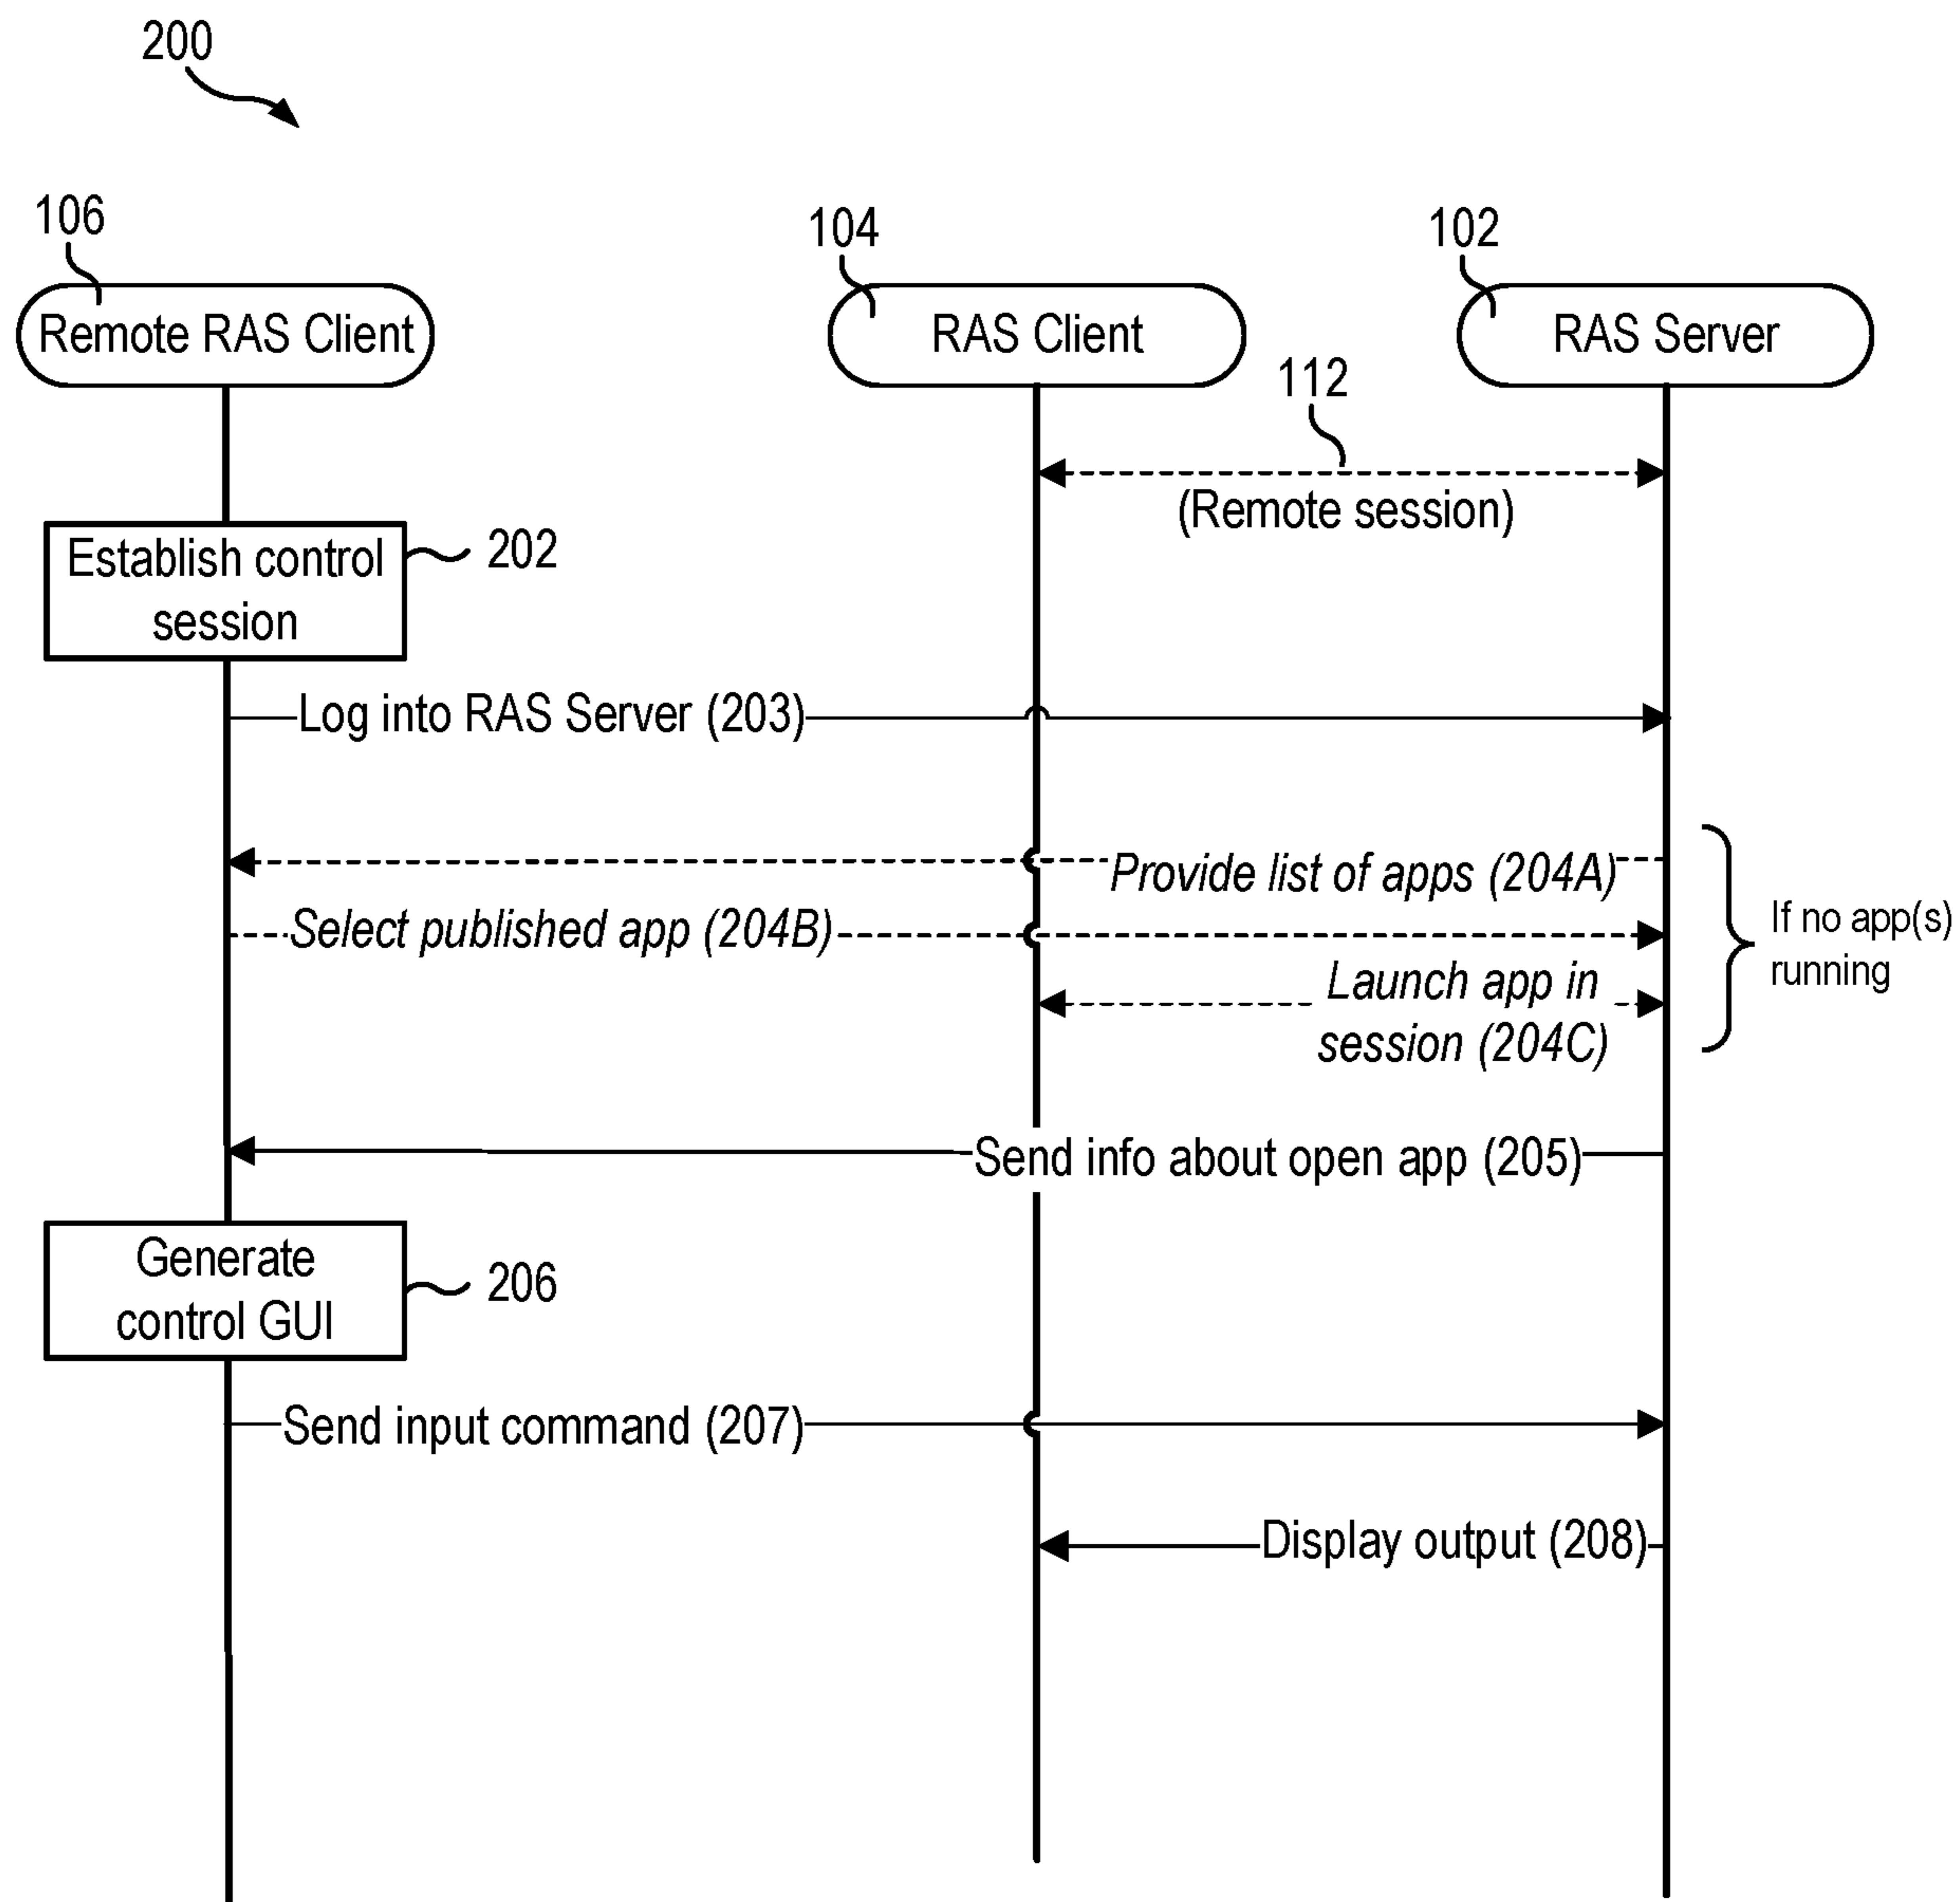 200
106
104
102
Remote RAS Client
RAS Client
RAS Server
112
(Remote session)
Establish control
session
202
Log into RAS Server (203)
Provide list of apps (204A)
Select published app (204B)
Launch app in
session (204C)
If no app(s)
running
Send info about open app (205)
Generate
control GUI
206
Send input command (207)
Display output (208)